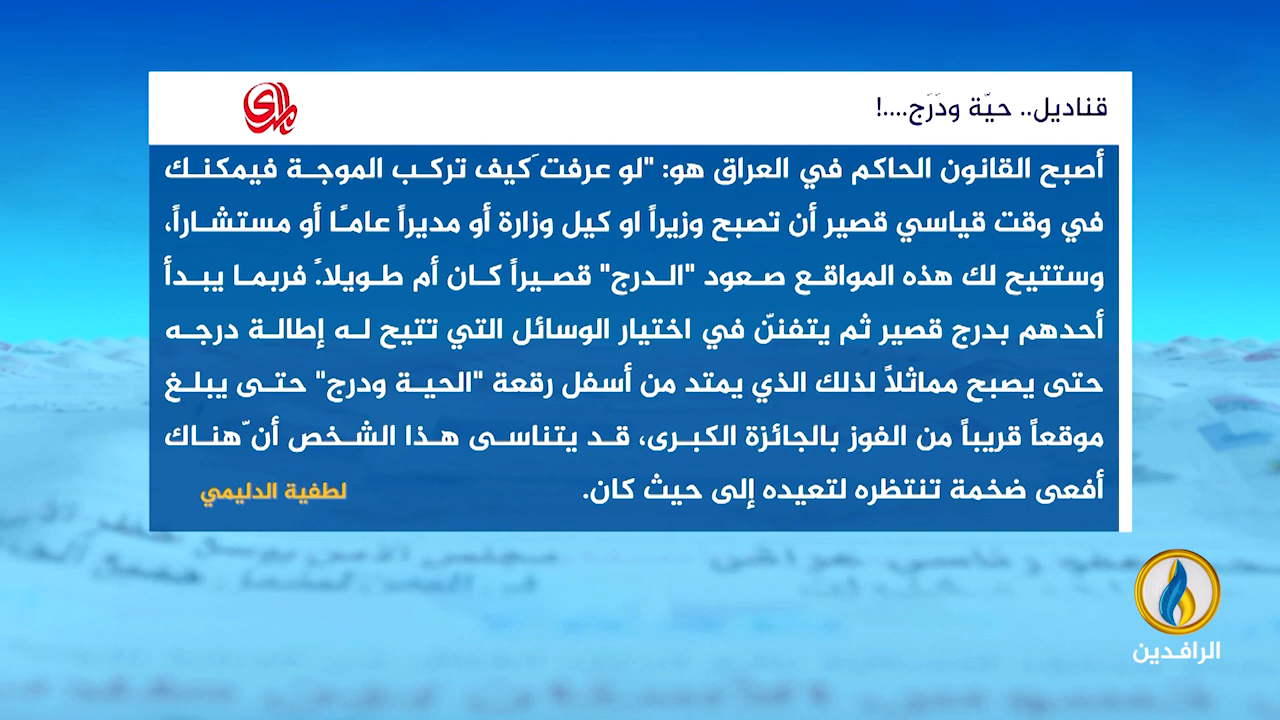 قناديل.. حيّة ودَرَج....!
المدى
أصبح القانون الحاكم في العراق هو: "لو عرفتَ كيف تركب الموجة فيمكنك
في وقت قياسي قصير أن تصبح وزيراً او كيل وزارة أو مديراً عاماً أو مستشاراً،
وستتيح لك هذه المواقع صعود "الدرج" قصيراً كان أم طويلاً. فربما يبدأ
أحدهم بدرج قصير ثم يتفننّ في اختيار الوسائل التي تتيح له إطالة درجه
حتى يصبح مماثلاً لذلك الذي يمتد من أسفل رقعة "الحية ودرج" حتى يبلغ
موقعاً قريباً من الفوز بالجائزة الكبرى، قد يتناسى هذا الشخص أنّ هناك
أفعى ضخمة تنتظره لتعيده إلى حيث كان.
لطفية الدليمي
الرافدين